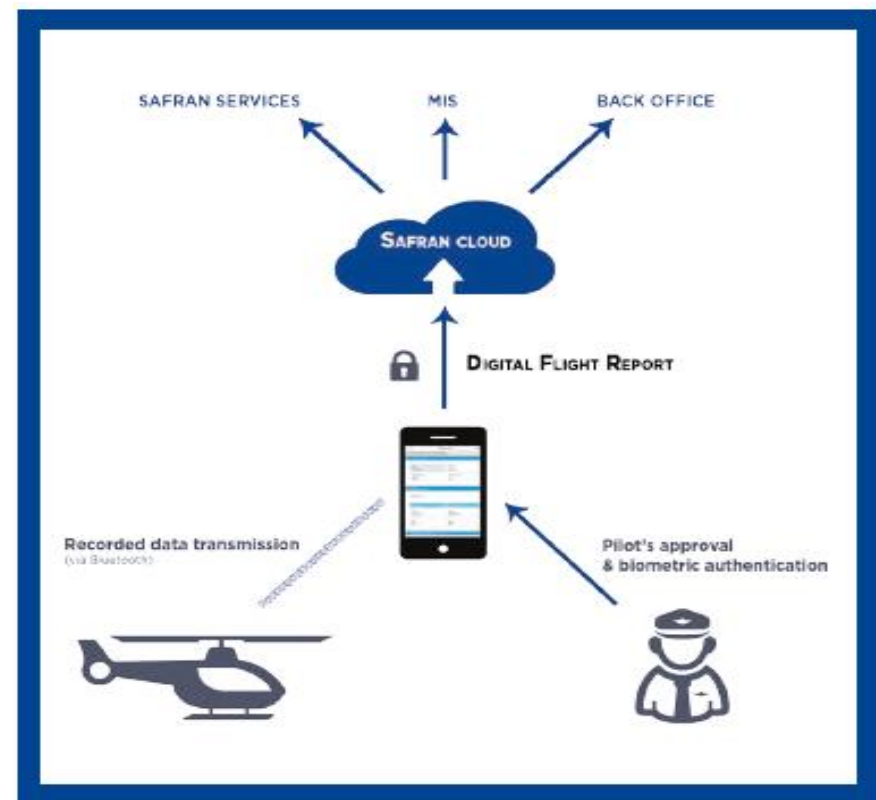 SAFRAN SERVICES
MIS
BACK OFFICE
SAFRAN CLOUD
DIGITAL FLIGHT REPORT
Recorded data transmission
(via Bluetooth)
Pilot's approval
& biometric authentication